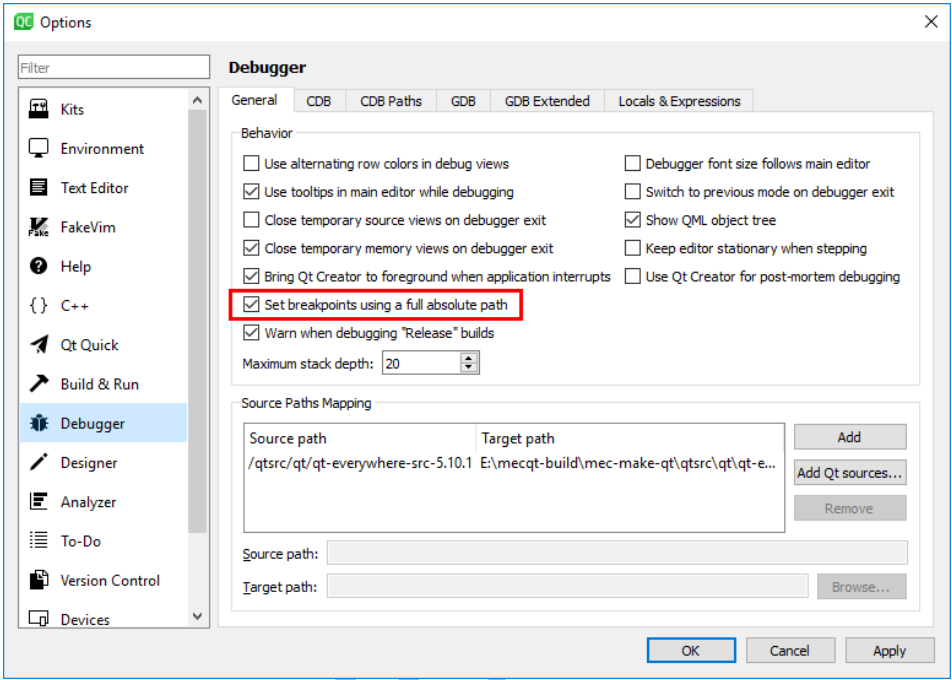 QC Options
Filter
Kits
Environment
Text Editor
Fake FakeVim
Help
{} C++
Qt Quick
Build & Run
Debugger
Designer
Analyzer
To-Do
Version Control
Devices
Debugger
General CDB CDB Paths GDB GDB Extended Locals & Expressions
Behavior
Use alternating row colors in debug views
Debugger font size follows main editor
Use tooltips in main editor while debugging
Switch to previous mode on debugger exit
Close temporary source views on debugger exit
Show QML object tree
Close temporary memory views on debugger exit
Keep editor stationary when stepping
Bring Qt Creator to foreground when application interrupts
Use Qt Creator for post-mortem debugging
Set breakpoints using a full absolute path
Warn when debugging "Release" builds
Maximum stack depth: 20
Source Paths Mapping
Source path Target path
/qtsrc/qt/qt-everywhere-src-5.10.1 E:\mecqt-build\mec-make-qt\qtsrc\qt\qt-e...
Add
Add Qt sources...
Remove
Source path:
Target path:
Browse...
OK Cancel Apply